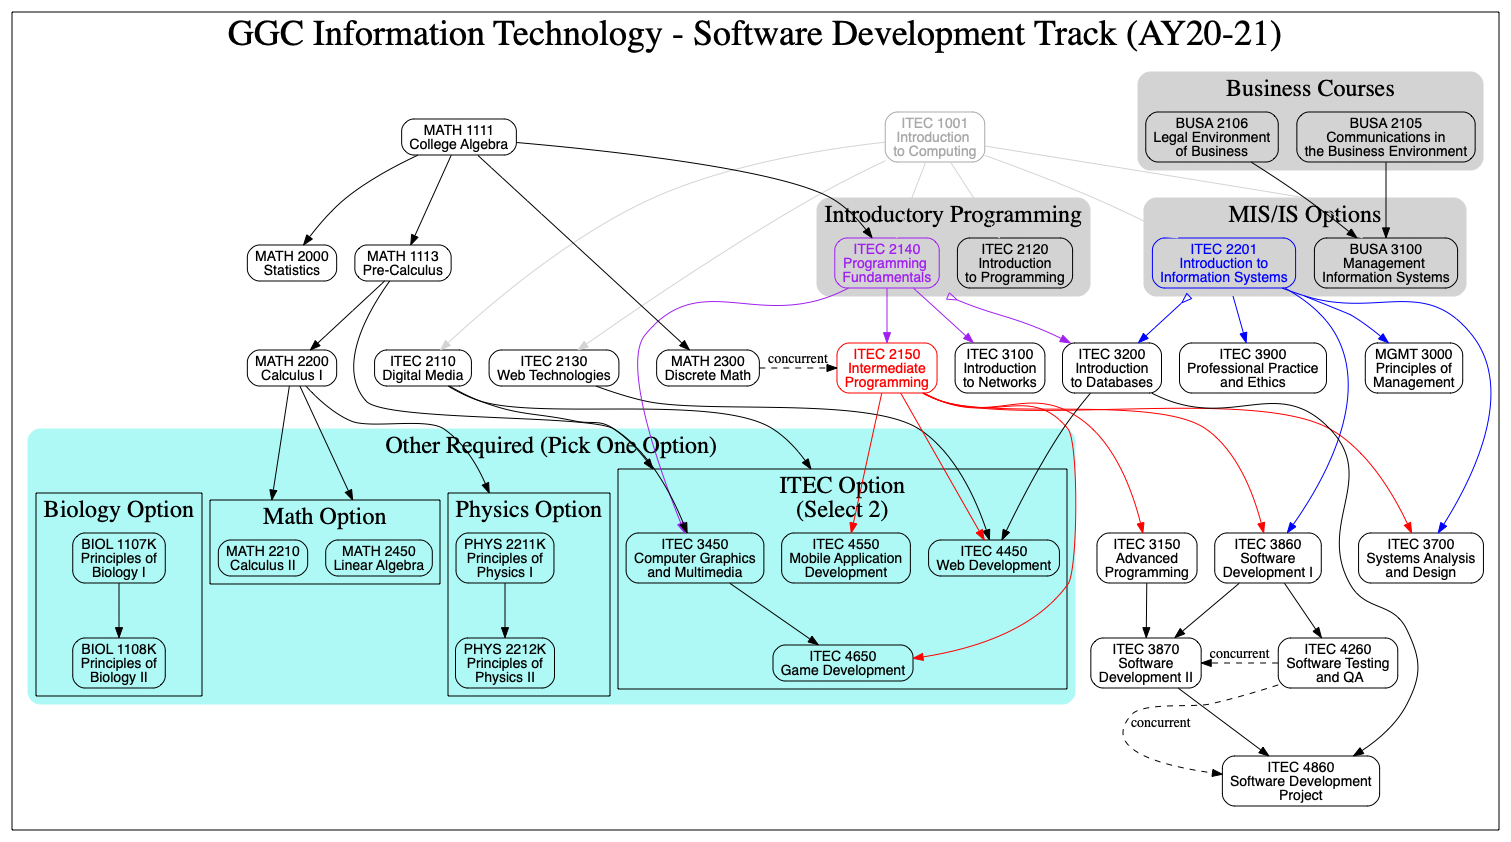 GGC Information Technology - Software Development Track (AY20-21)
Business Courses
BUSA 2106
Legal Environment
of Business
BUSA 2105
Communications in
the Business Environment
MATH 1111
College Algebra
ITEC 1001
Introduction
to Computing
Introductory Programming
MIS/IS Options
MATH 2000
Statistics
MATH 1113
Pre-Calculus
ITEC 2140
Programming
Fundamentals
ITEC 2120
Introduction
to Programming
ITEC 2201
Introduction to
Information Systems
BUSA 3100
Management
Information Systems
MATH 2200
Calculus I
ITEC 2110
Digital Media
ITEC 2130
Web Technologies
MATH 2300
Discrete Math
concurrent
ITEC 2150
Intermediate
Programming
ITEC 3100
Introduction
to Networks
ITEC 3200
Introduction
to Databases
ITEC 3900
Professional Practice
and Ethics
MGMT 3000
Principles of
Management
Other Required (Pick One Option)
Biology Option
Math Option
Physics Option
ITEC Option
(Select 2)
BIOL 1107K
Principles of
Biology I
MATH 2210
Calculus II
MATH 2450
Linear Algebra
PHYS 2211K
Principles of
Physics I
ITEC 3450
Computer Graphics
and Multimedia
ITEC 4550
Mobile Application
Development
ITEC 4450
Web Development
ITEC 3150
Advanced
Programming
ITEC 3860
Software
Development I
ITEC 3700
Systems Analysis
and Design
BIOL 1108K
Principles of
Biology II
PHYS 2212K
Principles of
Physics II
ITEC 4650
Game Development
ITEC 3870
Software
Development II
concurrent
ITEC 4260
Software Testing
and QA
concurrent
ITEC 4860
Software Development
Project